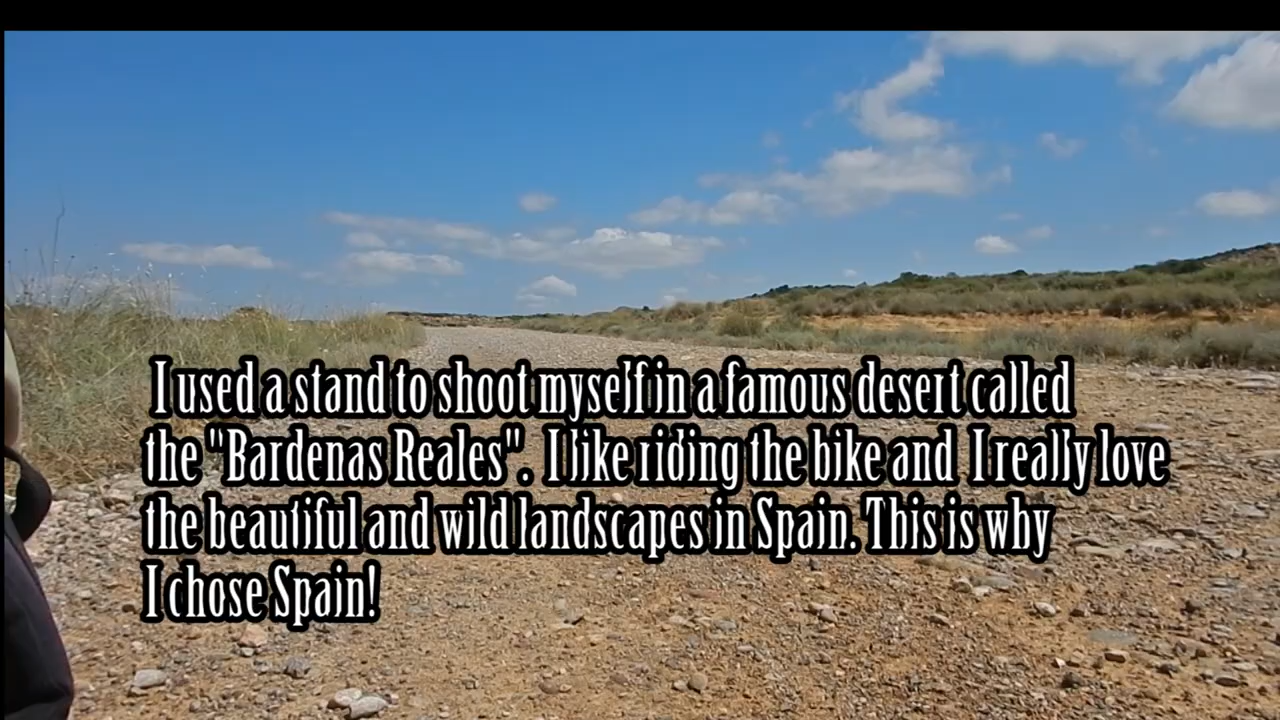 I used a stand to shoot myself in a famous desert called
the "Bardenas Reales". I like riding the bike and I really love
the beautiful and wild landscapes in Spain. This is why
I chose Spain!